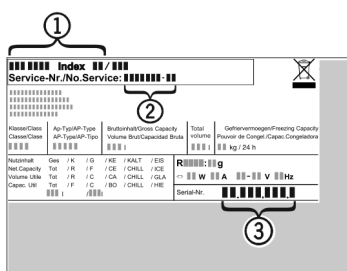 1
Index /
Service-Nr./No.Service: -
2
Klasse/Class Ap-Typ/AP-Type Bruttoinhalt/Gross Capacity Total Gefriervermoegen/Freezing Capacity
Classe/Clase AP-Type/AP-Tipo Volume Brut/Capacidad Bruta volume Pouvoir de Congel./Capac.Congeladora
l l kg / 24 h
Nutzinhalt Ges / K / G / KE / KALT / EIS
Net.Capacity Tot / R / F / CE / CHILL / ICE
Volume Utile Tot / R / C / CA / CHILL / GLA
Capac. Util Tot / F / C / BO / CHILL / HIE
l / l
R : g
W A - V Hz
Serial-Nr. . . .
3